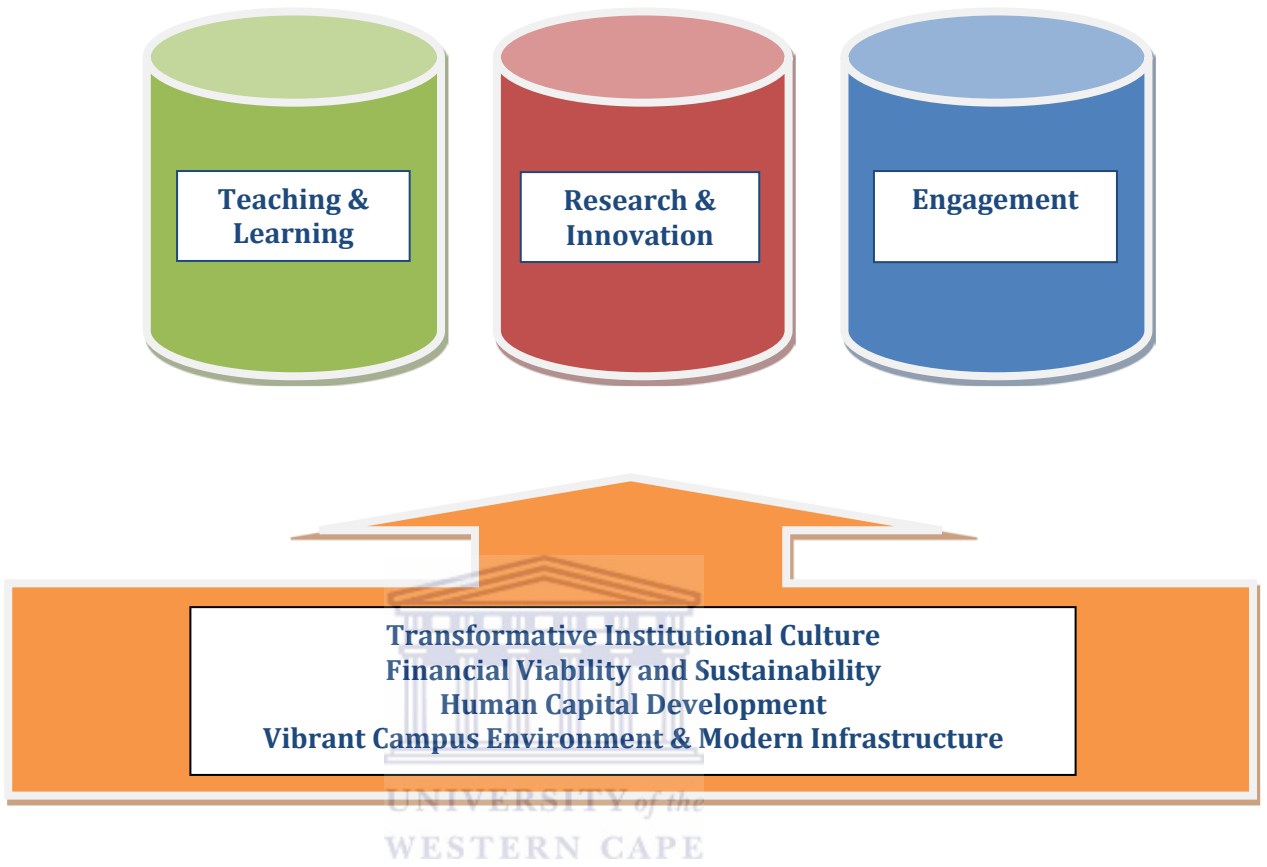 Teaching &
Learning
Research &
Innovation
Engagement
Transformative Institutional Culture
Financial Viability and Sustainability
Human Capital Development
Vibrant Campus Environment & Modern Infrastructure
UNIVERSITY of the
WESTERN CAPE